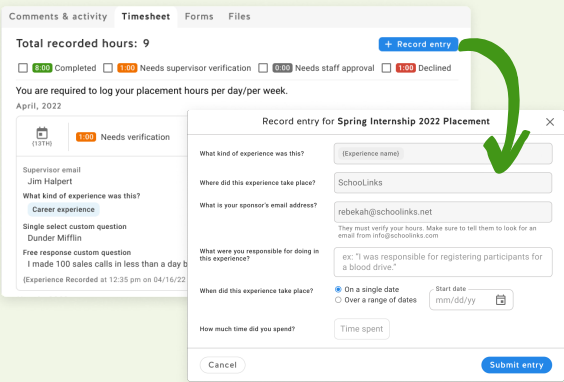 Comments & activity Timesheet Forms Files
Total recorded hours: 9
+ Record entry
8:00 Completed 1:00 Needs supervisor verification 0:00 Needs staff approval 1:00 Declined
You are required to log your placement hours per day/per week.
April, 2022
(13TH)
1:00 Needs verification
Supervisor email
Jim Halpert
What kind of experience was this?
Career experience
Single select custom question
Dunder Mifflin
Free response custom question
I made 100 sales calls in less than a day b
(Experience Recorded at 12:35 pm on 04/16/22
Record entry for Spring Internship 2022 Placement
What kind of experience was this?
{Experience name}
Where did this experience take place?
SchooLinks
What is your sponsor's email address?
rebekah@schoolinks.net
They must verify your hours. Make sure to tell them to look for an
email from info@schoolinks.com
What were you responsible for doing in
this experience?
ex: "I was responsible for registering participants for
a blood drive."
When did this experience take place?
On a single date
Over a range of dates
Start date
mm/dd/yy
How much time did you spend?
Time spent
Cancel
Submit entry